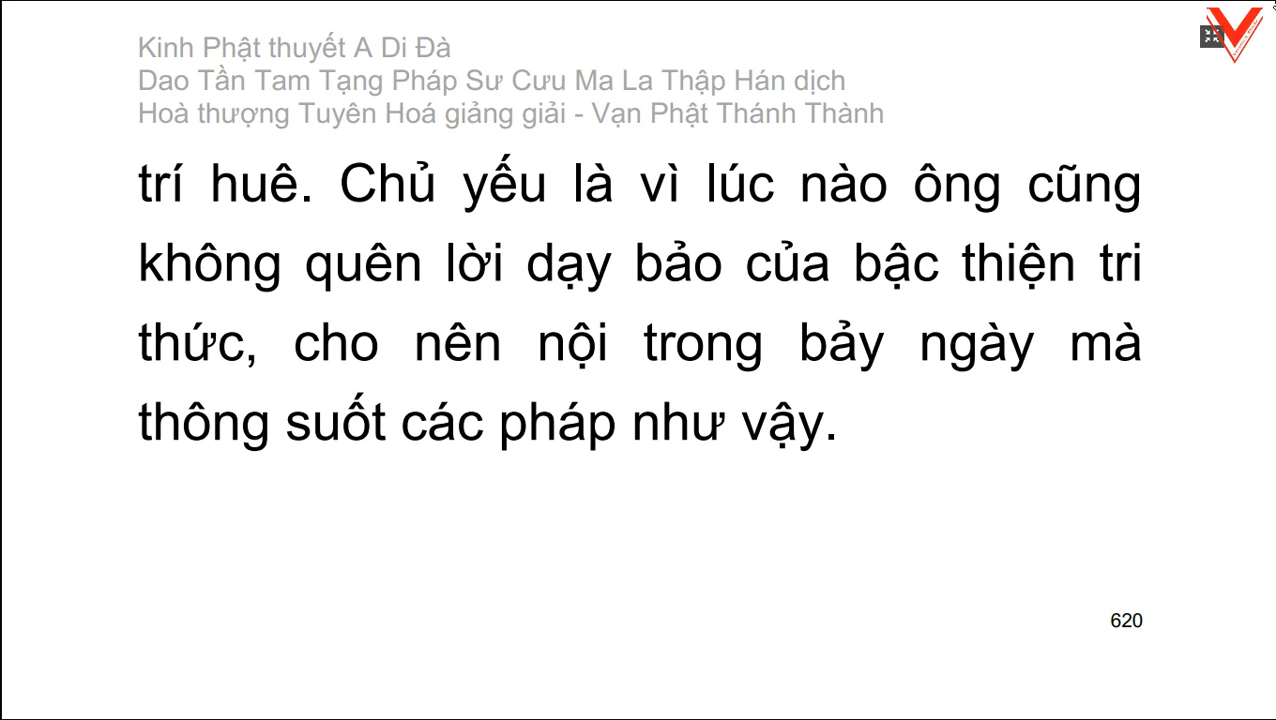 Kinh Phật thuyết A Di Đà
Dao Tần Tam Tạng Pháp Sư Cưu Ma La Thập Hán dịch
Hoà thượng Tuyên Hoá giảng giải - Vạn Phật Thánh Thành
trí huê. Chủ yếu là vì lúc nào ông cũng
không quên lời dạy bảo của bậc thiện tri
thức, cho nên nội trong bảy ngày mà
thông suốt các pháp như vậy.
620